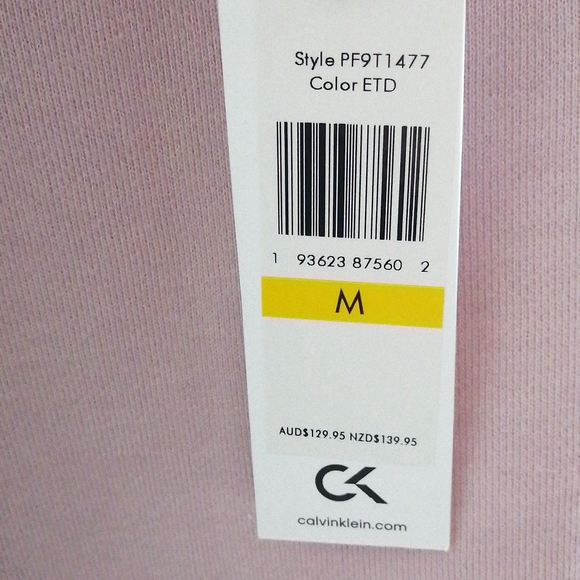 Style PF9T1477
Color ETD
1 93623 87560 2
M
AUD$129.95 NZD$139.95
CK
calvinklein.com